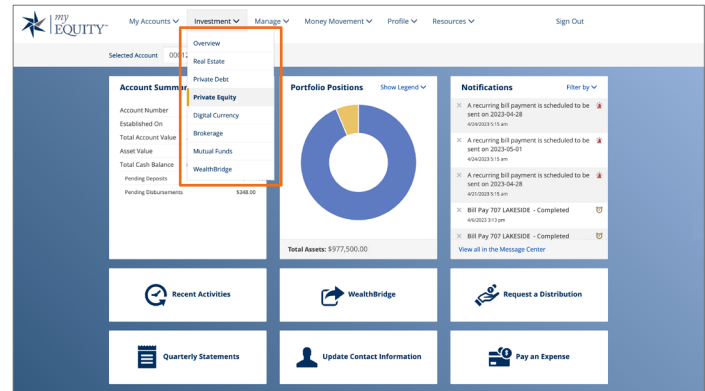 my
EQUITY
My Accounts
Investment
Manage
Money Movement
Profile
Resources
Sign Out
Selected Account
Overview
Real Estate
Private Debt
Private Equity
Digital Currency
Brokerage
Mutual Funds
WealthBridge
Account Summar
Account Number
Established On
Total Account Value
Asset Value
Total Cash Balance
Pending Deposits
Pending Disbursements $348.00
Portfolio Positions Show Legend
Total Assets: $977,500.00
Notifications Filter by
A recurring bill payment is scheduled to be
sent on 2023-04-28
4/24/2023 5:15 am
A recurring bill payment is scheduled to be
sent on 2023-05-01
4/24/2023 5:15 am
A recurring bill payment is scheduled to be
sent on 2023-04-28
4/21/2023 5:15 am
Bill Pay 707 LAKESIDE - Completed
4/6/2023 3:13 pm
Bill Pay 707 LAKESIDE - Completed
View all in the Message Center
Recent Activities
WealthBridge
Request a Distribution
Quarterly Statements
Update Contact Information
Pay an Expense